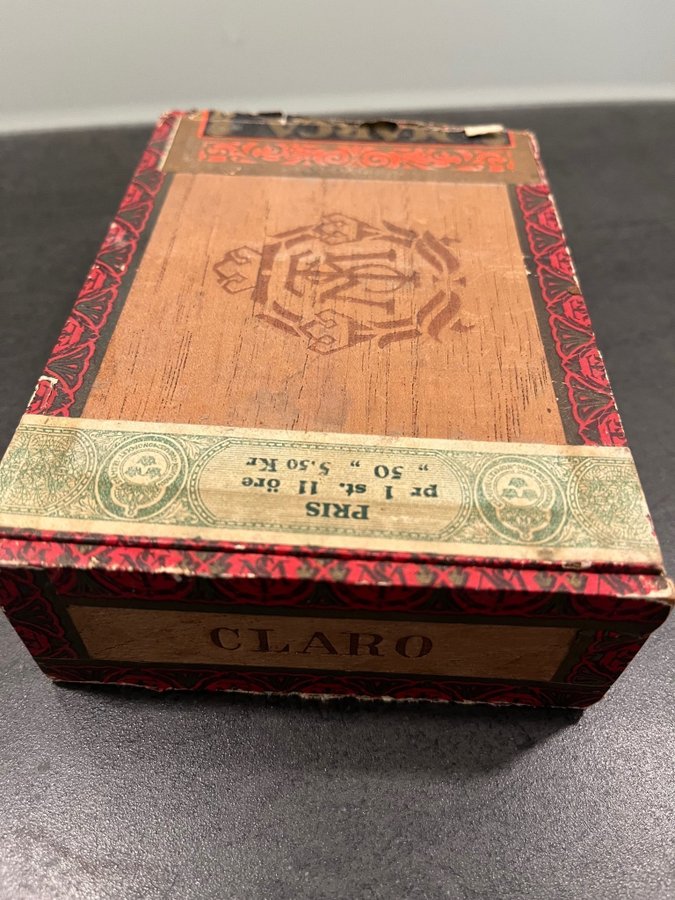 PRIS
pr 1 st. 11 öre
„ 50 „ 5.50 Kr
CLARO